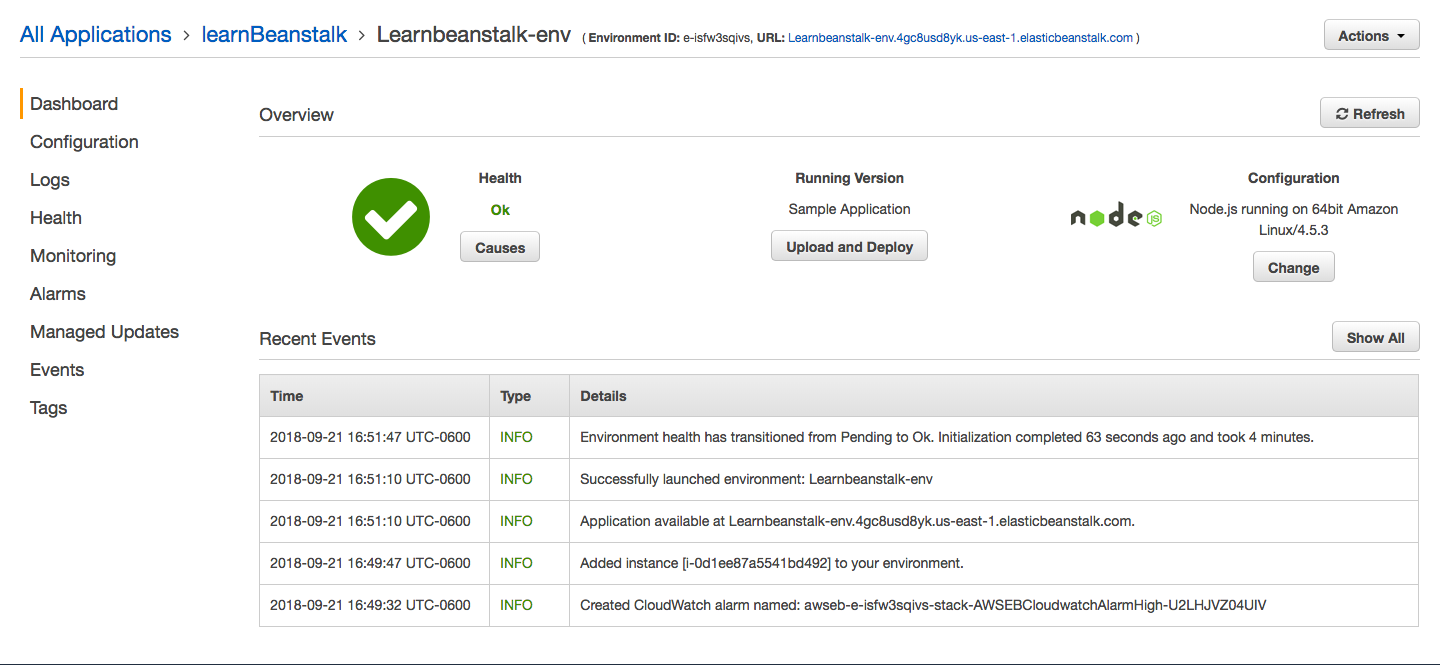 All Applications > learnBeanstalk > Learnbeanstalk-env ( Environment ID: e-isfw3sqivs, URL: Learnbeanstalk-env.4gc8usd8yk.us-east-1.elasticbeanstalk.com )
Actions
Dashboard
Configuration
Logs
Health
Monitoring
Alarms
Managed Updates
Events
Tags
Overview
Refresh
Health
Ok
Causes
Running Version
Sample Application
Upload and Deploy
node JS
Configuration
Node.js running on 64bit Amazon
Linux/4.5.3
Change
Recent Events
Show All
Time Type Details
2018-09-21 16:51:47 UTC-0600 INFO Environment health has transitioned from Pending to Ok. Initialization completed 63 seconds ago and took 4 minutes.
2018-09-21 16:51:10 UTC-0600 INFO Successfully launched environment: Learnbeanstalk-env
2018-09-21 16:51:10 UTC-0600 INFO Application available at Learnbeanstalk-env.4gc8usd8yk.us-east-1.elasticbeanstalk.com.
2018-09-21 16:49:47 UTC-0600 INFO Added instance [i-0d1ee87a5541bd492] to your environment.
2018-09-21 16:49:32 UTC-0600 INFO Created CloudWatch alarm named: awseb-e-isfw3sqivs-stack-AWSEBCloudwatchAlarmHigh-U2LHJVZ04UIV